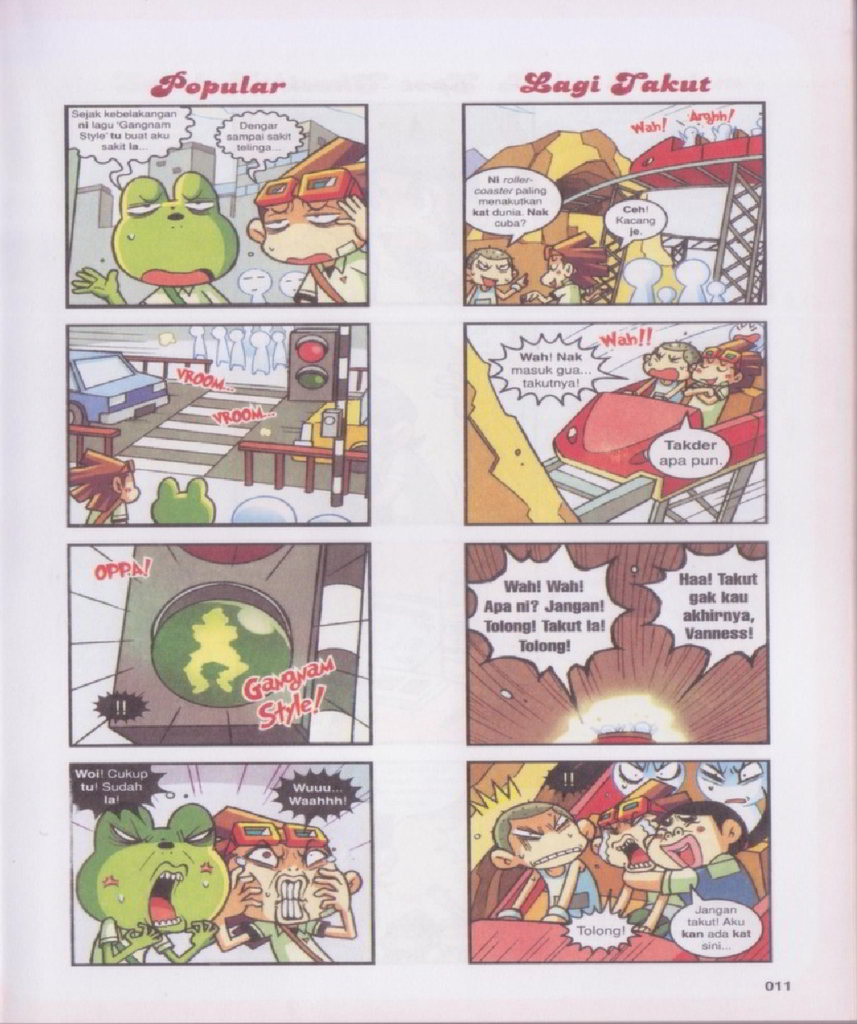 Popular
Sejak kebelakangan
ni lagu 'Gangnam
Style' tu buat aku
sakit la...
Dengar
sampai sakit
telinga...
VROOM...
VROOM...
OPPA!
Gangnam
Style!
!!
Woi! Cukup
tu! Sudah
la!
Wuuu...
Waahhh!
Lagi Takut
Wah!
Arghh!
Ni roller-
coaster paling
menakutkan
kat dunia. Nak
cuba?
Ceh!
Kacang
je.
Wah!!
Wah! Nak
masuk gua...
takutnya!
Takder
apa pun.
Wah! Wah!
Apa ni? Jangan!
Tolong! Takut la!
Tolong!
Haa! Takut
gak kau
akhirnya,
Vanness!
!!
Tolong!
Jangan
takut! Aku
kan ada kat
sini...
011